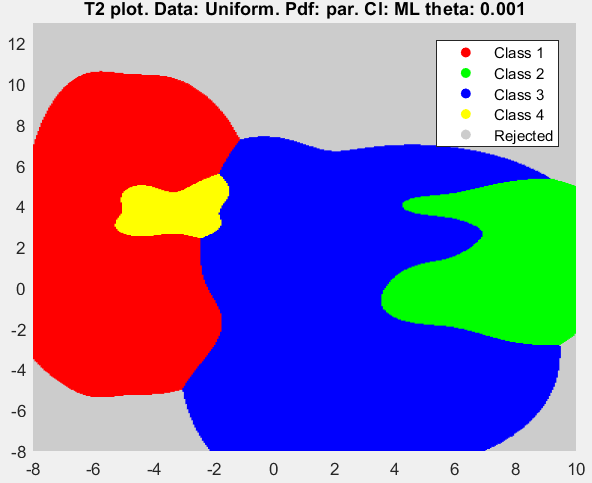 T2 plot. Data: Uniform. Pdf: par. Cl: ML theta: 0.001
12
10
8
6
4
2
0
-2
-4
-6
-8
Class 1
Class 2
Class 3
Class 4
Rejected
-8 -6 -4 -2 0 2 4 6 8 10